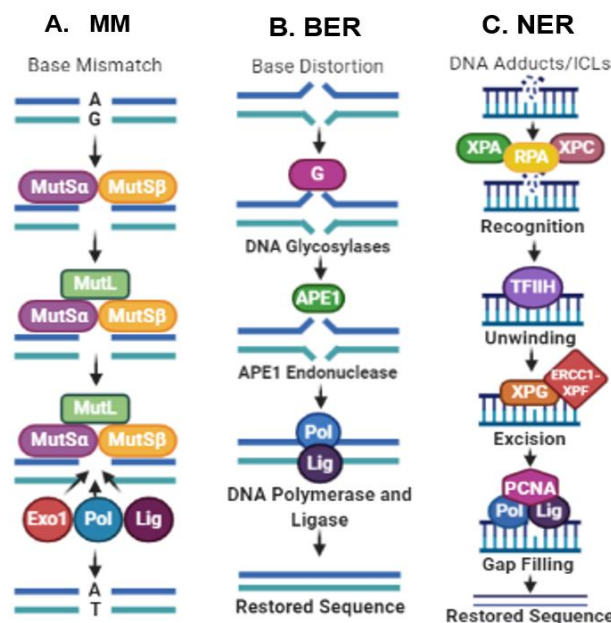 A. MM
Base Mismatch
A
G
MutSα MutSβ
MutL
MutSα MutSβ
MutL
MutSα MutSβ
Exo1 Pol Lig
A
T
B. BER
Base Distortion
G
DNA Glycosylases
APE1
APE1 Endonuclease
Pol
Lig
DNA Polymerase and
Ligase
Restored Sequence
C. NER
DNA Adducts/ICLs
XPA RPA XPC
Recognition
TFIIH
Unwinding
XPG ERCC1-
XPF
Excision
PCNA
Pol Lig
Gap Filling
Restored Sequence